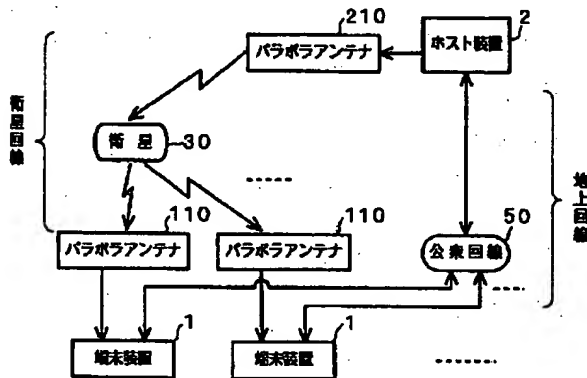 210
パラボラアンテナ
2
ホスト装置
衛星回線
衛星
30
地上回線
110
パラボラアンテナ
110
パラボラアンテナ
50
公衆回線
1
端末装置
1
端末装置